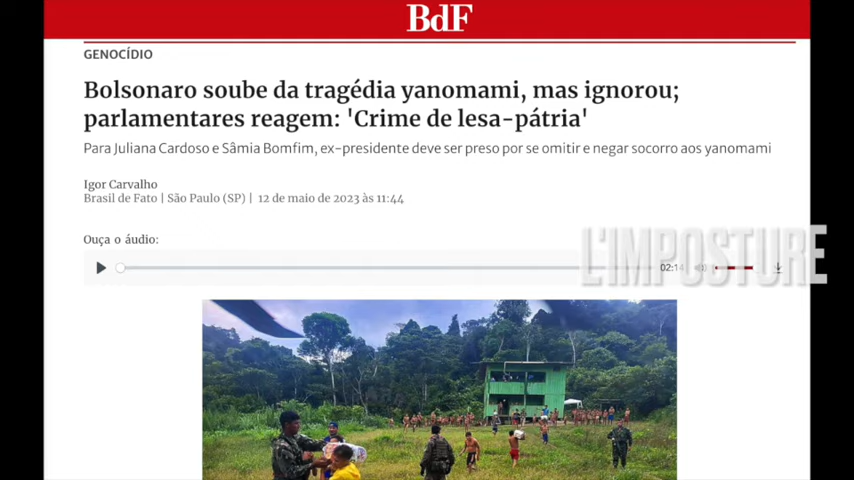 BdF
GENOCÍDIO
Bolsonaro soube da tragédia yanomami, mas ignorou;
parlamentares reagem: 'Crime de lesa-pátria'
Para Juliana Cardoso e Sâmia Bomfim, ex-presidente deve ser preso por se omitir e negar socorro aos yanomami
Igor Carvalho
Brasil de Fato | São Paulo (SP) | 12 de maio de 2023 às 11:44
Ouça o áudio:
L'IMPOSTURE
02:14